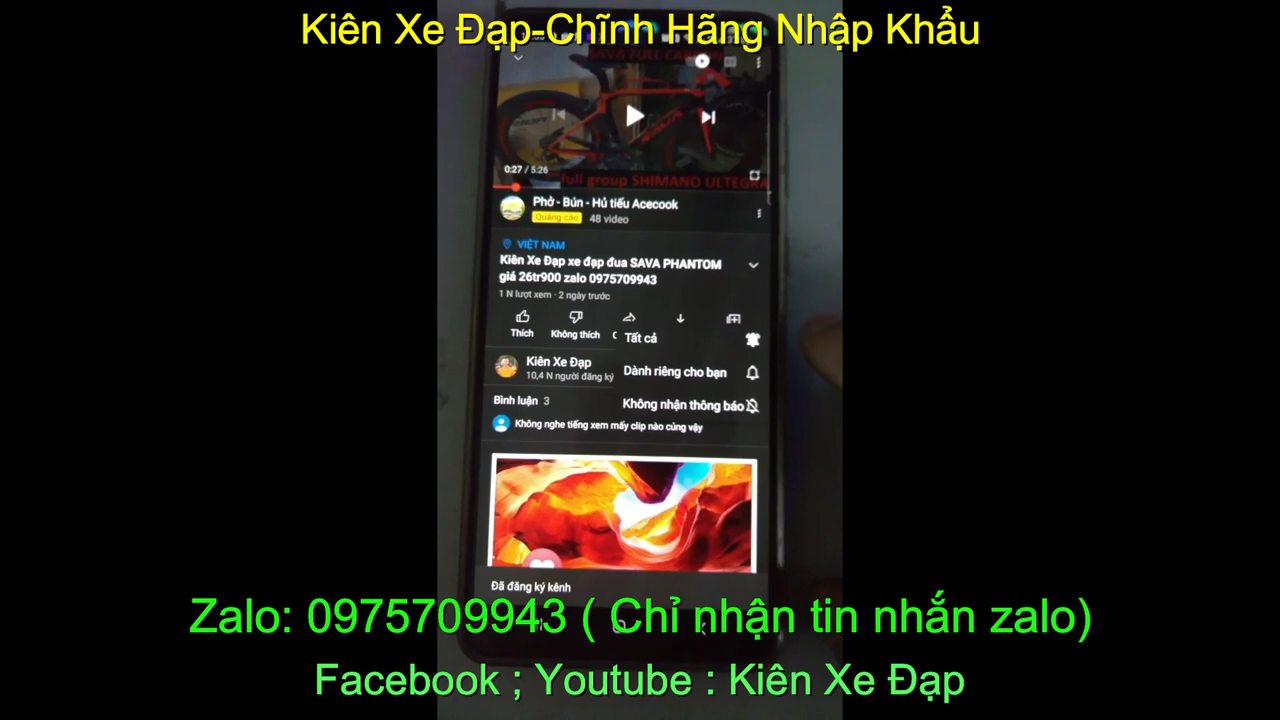 Kiên Xe Đạp-Chĩnh Hãng Nhập Khẩu
SAVA FULL
SAVA
0:27 / 5:26
full group SHIMANO ULTEGRA
Phở - Bún - Hủ tiếu Acecook
Quảng cáo 48 video
VIỆT NAM
Kiên Xe Đạp xe đạp đua SAVA PHANTOM
giá 26tr900 zalo 0975709943
1 N lượt xem · 2 ngày trước
Thích Không thích C Tất cả
Kiên Xe Đạp
10,4 N người đăng ký
Dành riêng cho bạn
Bình luận 3
Không nhận thông báo
Không nghe tiếng xem mấy clip nào củng vậy
Đã đăng ký kênh
Zalo: 0975709943 ( Chỉ nhận tin nhắn zalo)
Facebook ; Youtube : Kiên Xe Đạp